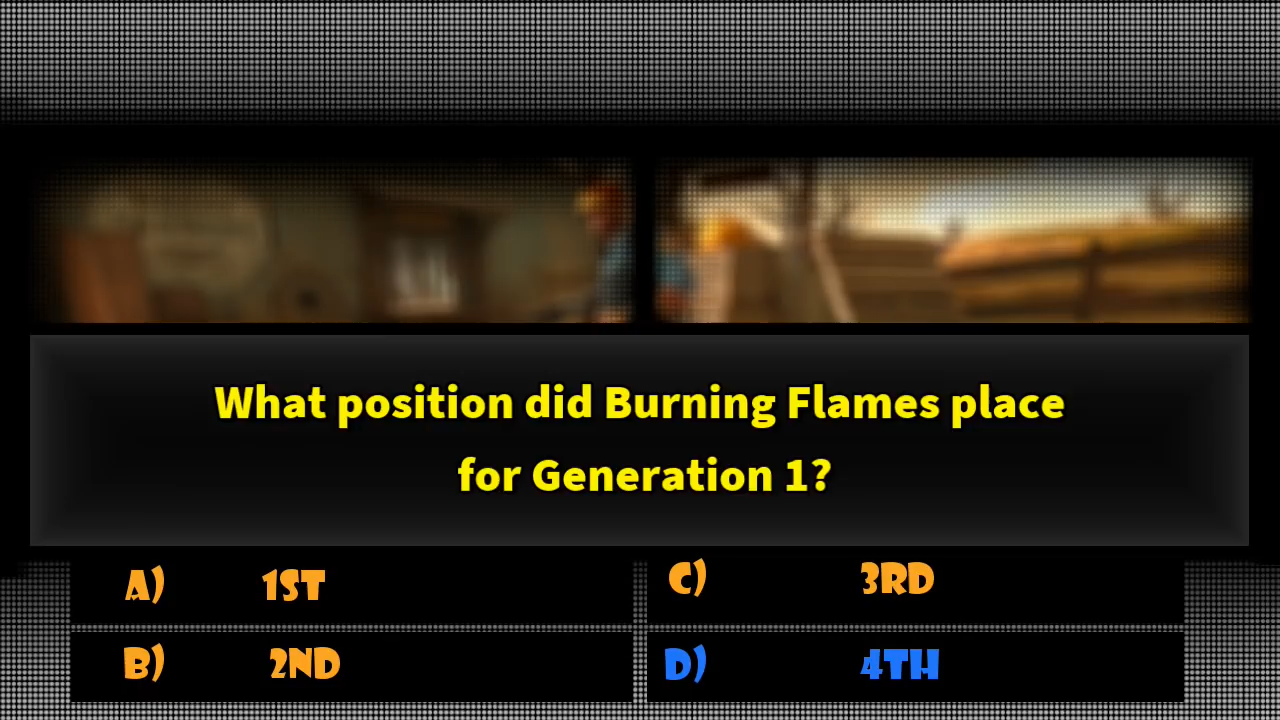 What position did Burning Flames place
for Generation 1?
A) 1ST
C) 3RD
B) 2ND
D) 4TH